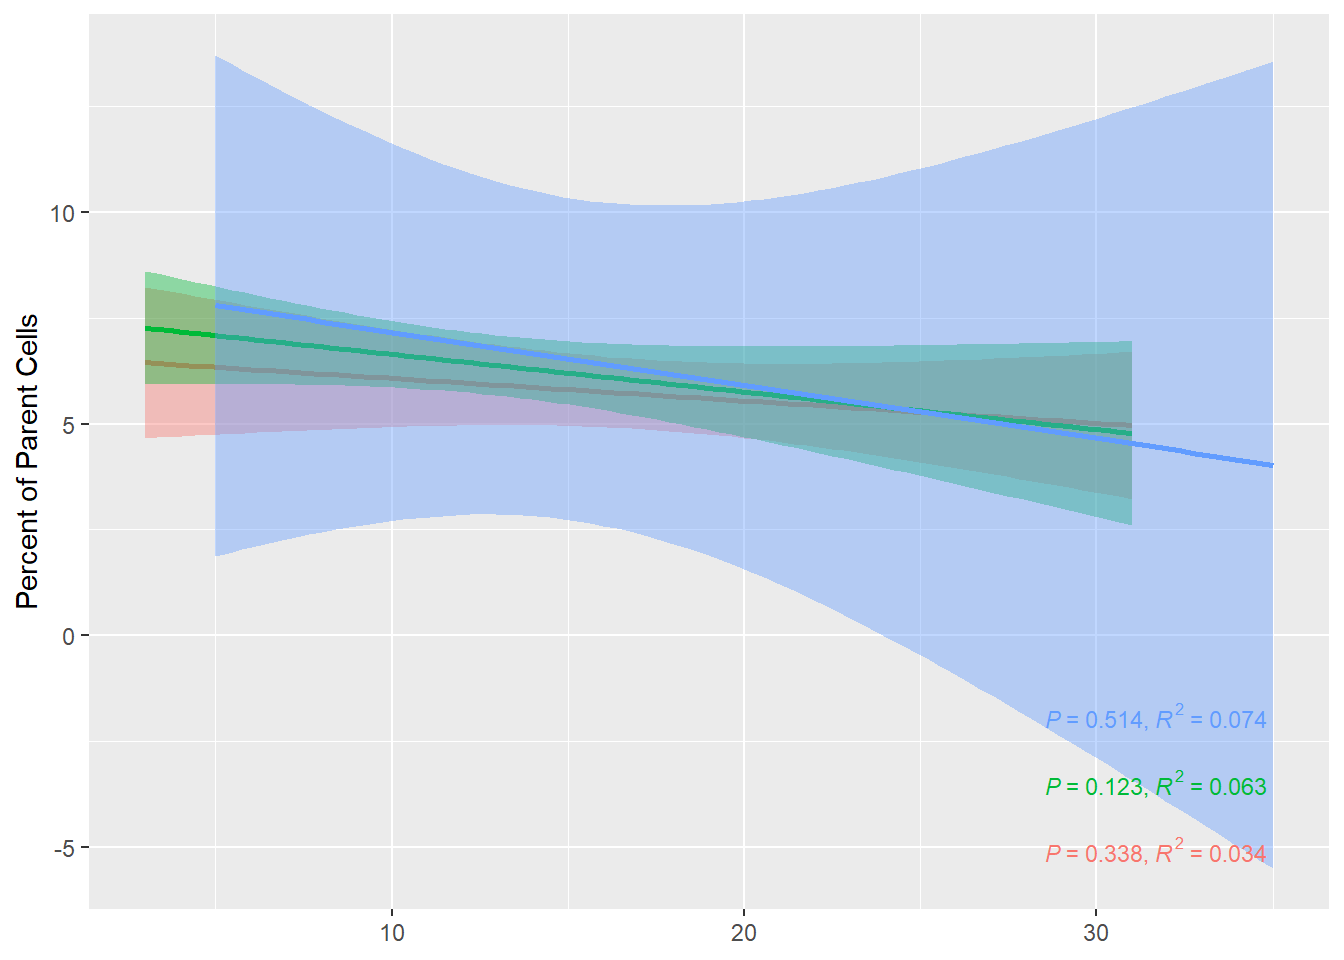 Percent of Parent Cells
10
5
0
-5
P = 0.514, R² = 0.074
P = 0.123, R² = 0.063
P = 0.338, R² = 0.034
10
20
30